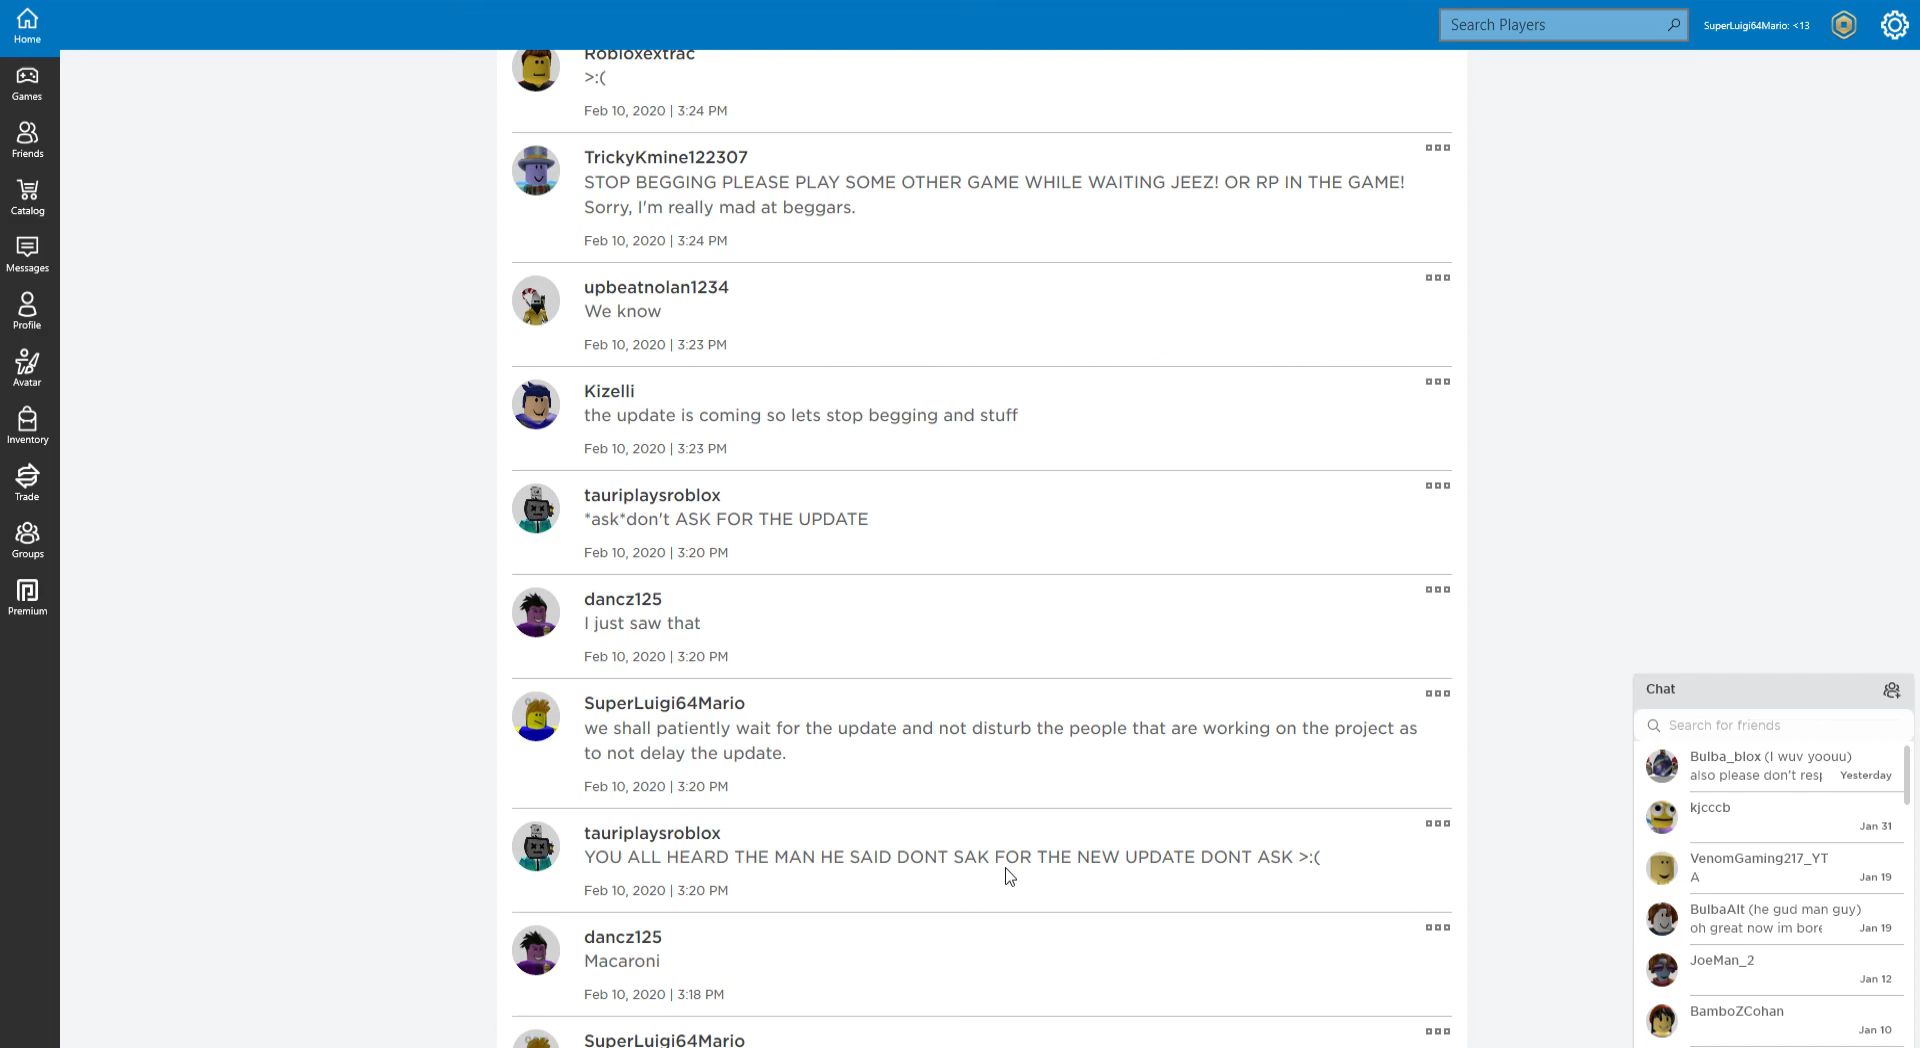 Home
Search Players
SuperLuigi64Mario: <13
Games
Friends
Catalog
Messages
Profile
Avatar
Inventory
Trade
Groups
Premium
Robloxextrac
>:(
Feb 10, 2020 | 3:24 PM
TrickyKmine122307
STOP BEGGING PLEASE PLAY SOME OTHER GAME WHILE WAITING JEEZ! OR RP IN THE GAME!
Sorry, I'm really mad at beggars.
Feb 10, 2020 | 3:24 PM
upbeatnolan1234
We know
Feb 10, 2020 | 3:23 PM
Kizelli
the update is coming so lets stop begging and stuff
Feb 10, 2020 | 3:23 PM
tauriplaysroblox
*ask*don't ASK FOR THE UPDATE
Feb 10, 2020 | 3:20 PM
dancz125
I just saw that
Feb 10, 2020 | 3:20 PM
SuperLuigi64Mario
we shall patiently wait for the update and not disturb the people that are working on the project as
to not delay the update.
Feb 10, 2020 | 3:20 PM
tauriplaysroblox
YOU ALL HEARD THE MAN HE SAID DONT SAK FOR THE NEW UPDATE DONT ASK >:(
Feb 10, 2020 | 3:20 PM
dancz125
Macaroni
Feb 10, 2020 | 3:18 PM
SuperLuigi64Mario
Chat
Search for friends
Bulba_blox (I wuv yoouu)
also please don't resp Yesterday
kjcccb
Jan 31
VenomGaming217_YT
A Jan 19
BulbaAlt (he gud man guy)
oh great now im bore Jan 19
JoeMan_2
Jan 12
BamboZCohan
Jan 10